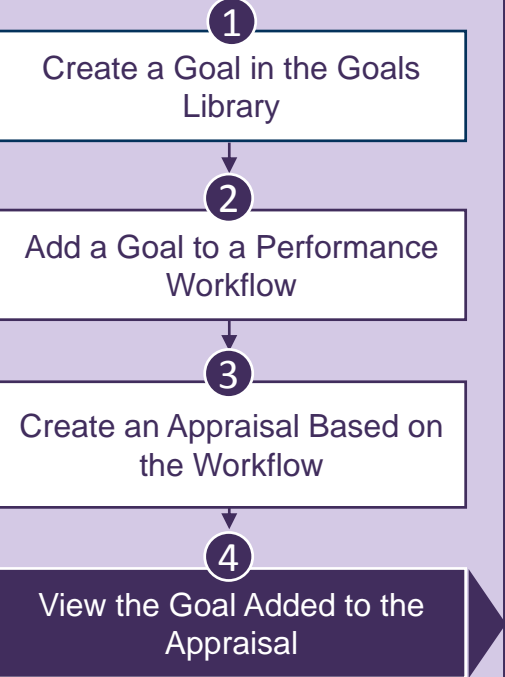 1
Create a Goal in the Goals
Library
2
Add a Goal to a Performance
Workflow
3
Create an Appraisal Based on
the Workflow
4
View the Goal Added to the
Appraisal